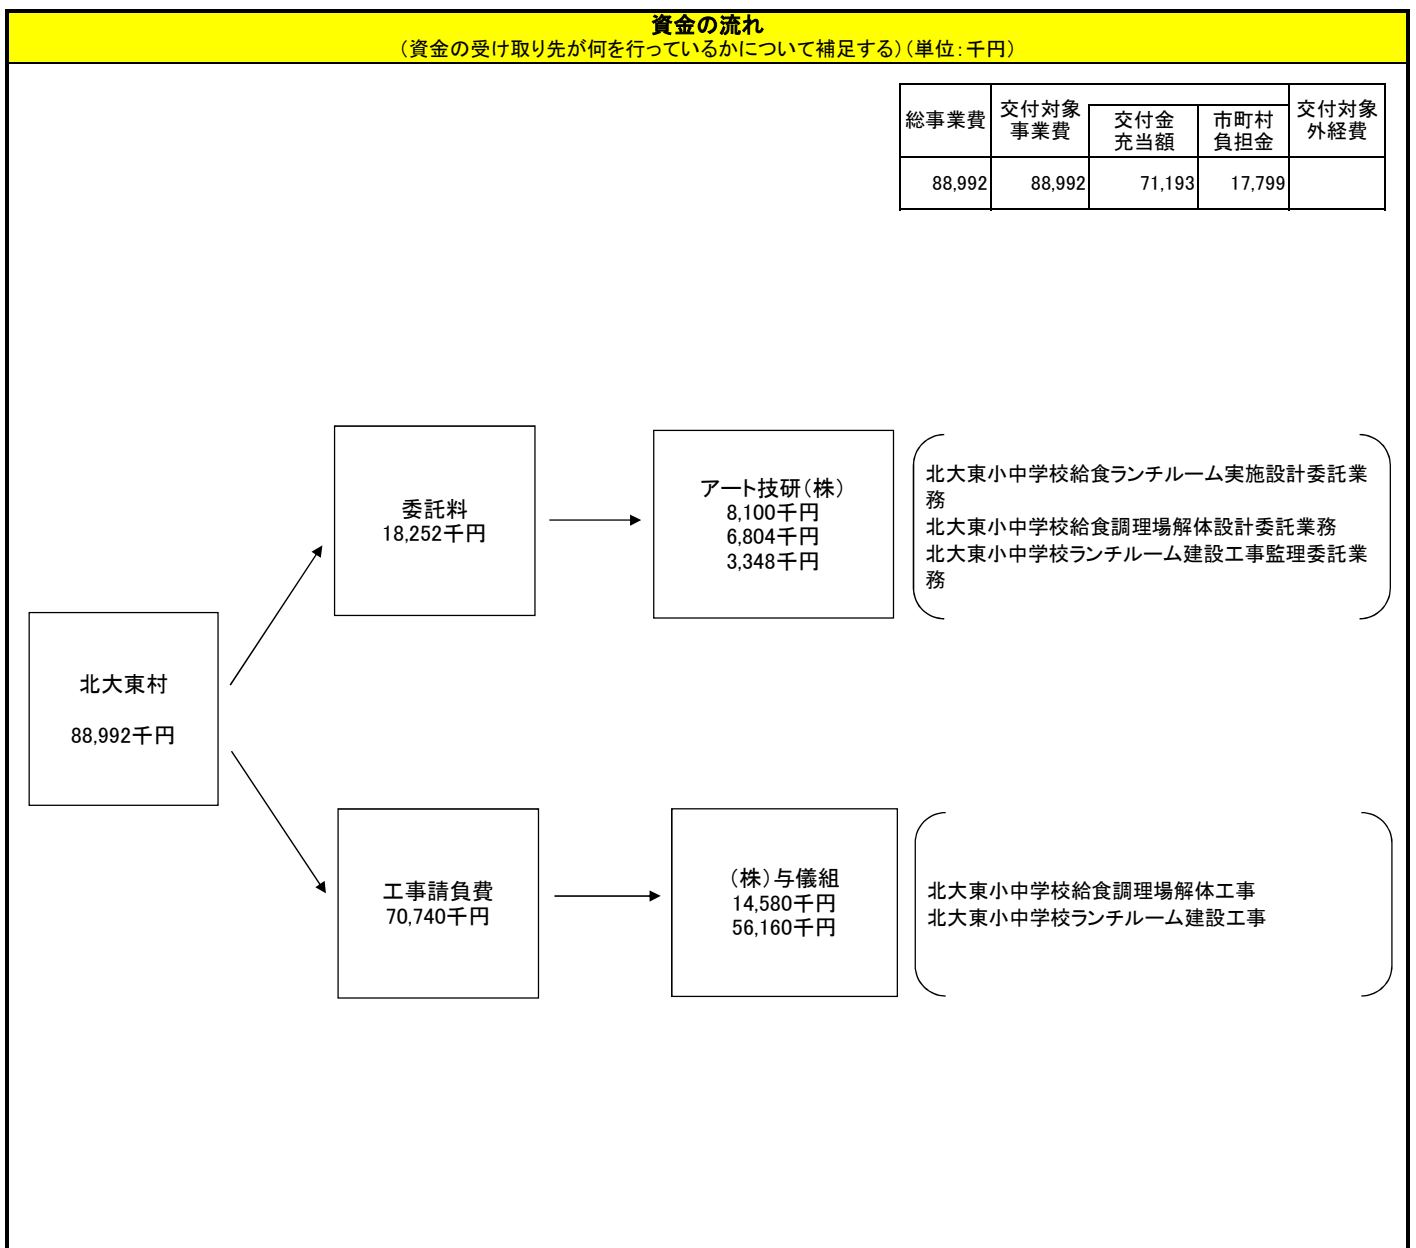 資金の流れ
（資金の受け取り先が何を行っているかについて補足する）（単位：千円）
総事業費
交付対象
事業費
交付金
充当額
市町村
負担金
交付対象
外経費
88,992
88,992
71,193
17,799
委託料
18,252千円
アート技研（株）
8,100千円
6,804千円
3,348千円
北大東小中学校給食ランチルーム実施設計委託業
務
北大東小中学校給食調理場解体設計委託業務
北大東小中学校ランチルーム建設工事監理委託業
務
北大東村
88,992千円
工事請負費
70,740千円
（株）与儀組
14,580千円
56,160千円
北大東小中学校給食調理場解体工事
北大東小中学校ランチルーム建設工事